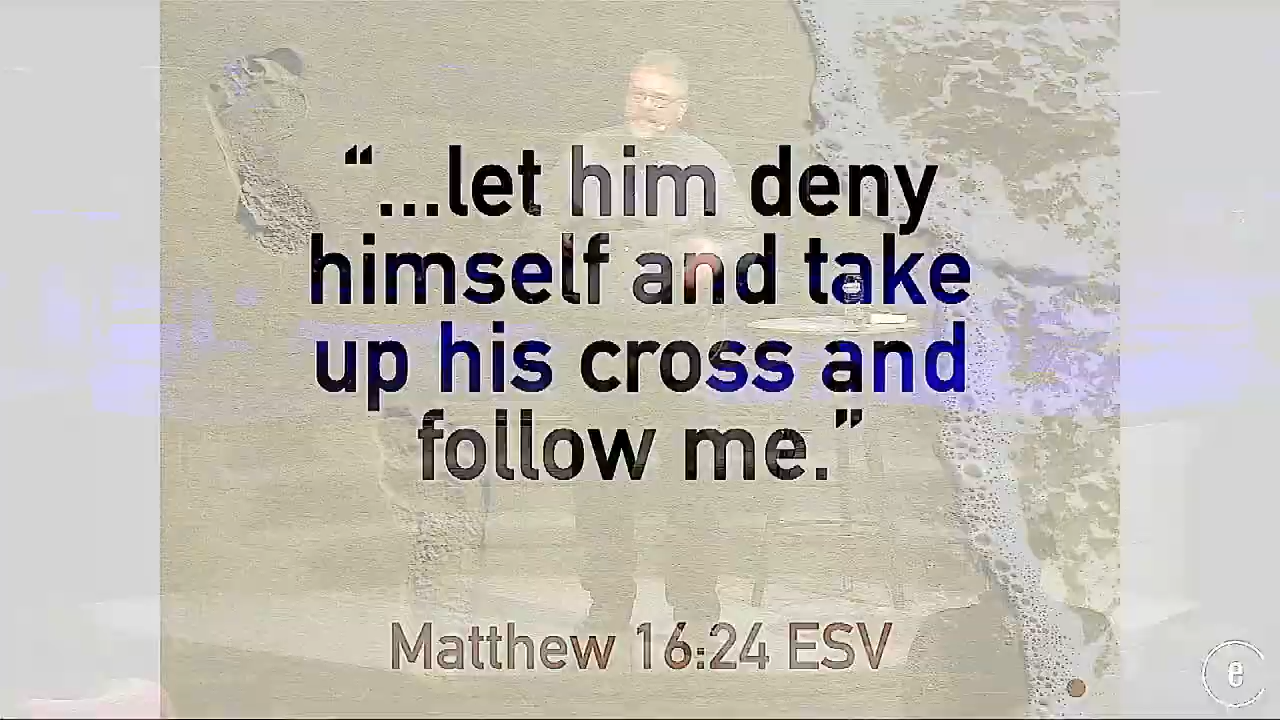 “...let him deny
himself and take
up his cross and
follow me.”
Matthew 16:24 ESV
e